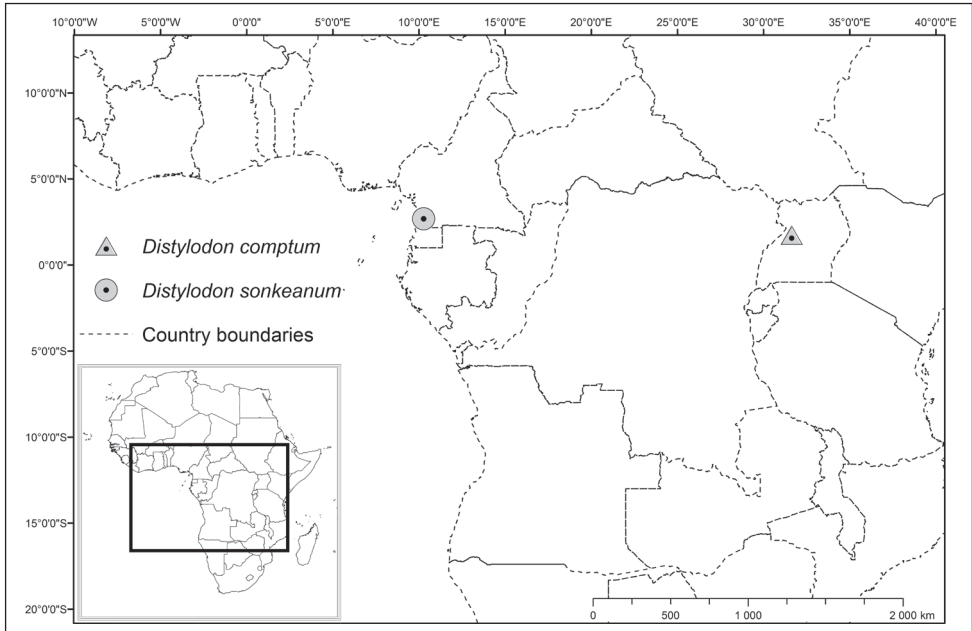 10°0'0"W 5°0'0"W 0°0'0"E 5°0'0"E 10°0'0"E 15°0'0"E 20°0'0"E 25°0'0"E 30°0'0"E 35°0'0"E 40°0'0"E
10°0'0"N
5°0'0"N
Distylodon comptum
0°0'0"
Distylodon sonkeanum
Country boundaries
5°0'0"S
10°0'0"S
15°0'0"S
20°0'0"S
0 500 1 000 2 000 km